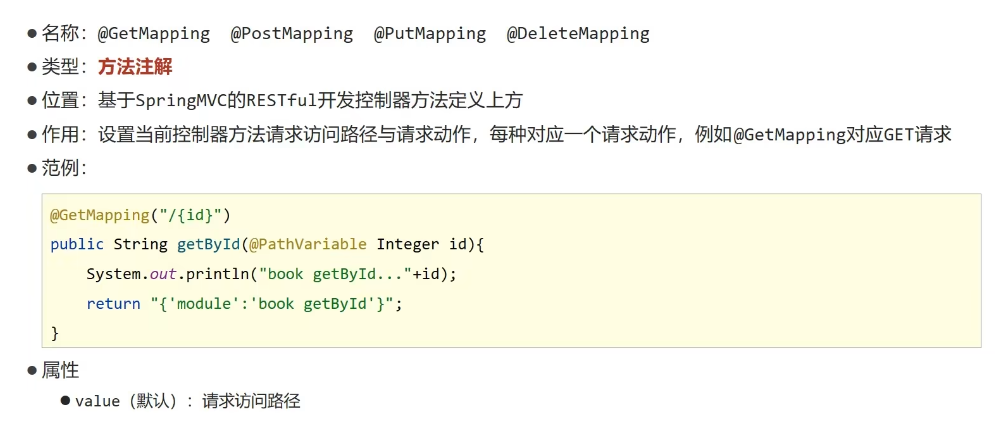 ● 名称：@GetMapping @PostMapping @PutMapping @DeleteMapping
● 类型：方法注解
● 位置：基于SpringMVC的RESTful开发控制器方法定义上方
● 作用：设置当前控制器方法请求访问路径与请求动作，每种对应一个请求动作，例如@GetMapping对应GET请求
● 范例：
@GetMapping("/{id}")
public String getById(@PathVariable Integer id){
    System.out.println("book getById..."+id);
    return "{'module':'book getById'}";
}
● 属性
● value（默认）：请求访问路径